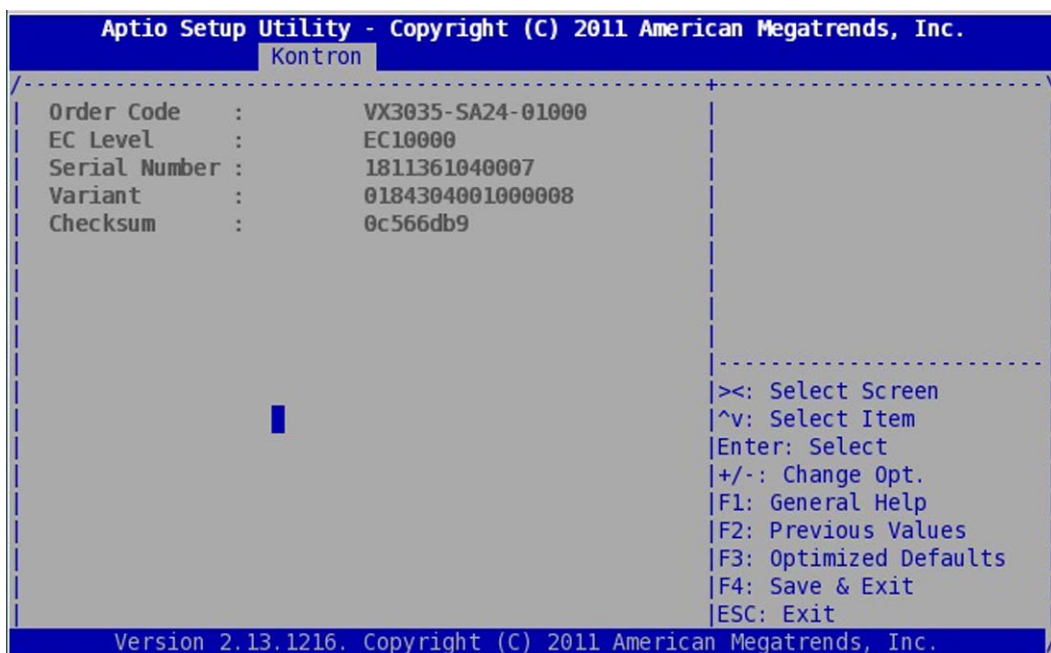 Aptio Setup Utility - Copyright (C) 2011 American Megatrends, Inc.
Kontron
Order Code : VX3035-SA24-01000
EC Level : EC10000
Serial Number : 1811361040007
Variant : 0184304001000008
Checksum : 0c566db9
><: Select Screen
^v: Select Item
Enter: Select
+/-: Change Opt.
F1: General Help
F2: Previous Values
F3: Optimized Defaults
F4: Save & Exit
ESC: Exit
Version 2.13.1216. Copyright (C) 2011 American Megatrends, Inc.